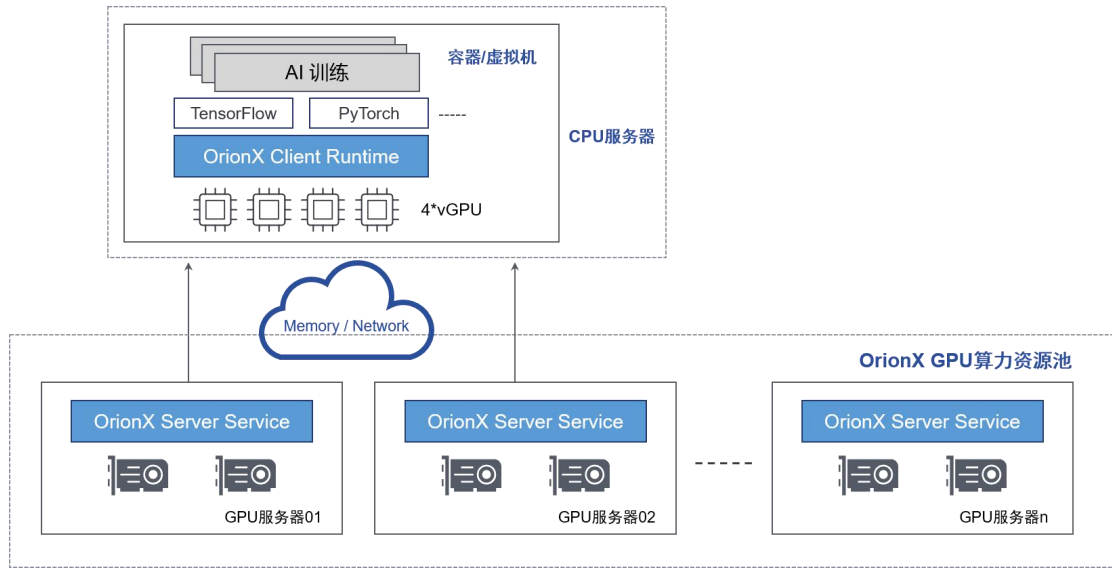 容器/虚拟机
AI 训练
TensorFlow
PyTorch
-----
CPU服务器
OrionX Client Runtime
4*vGPU
Memory / Network
OrionX GPU算力资源池
OrionX Server Service
OrionX Server Service
OrionX Server Service
GPU服务器01
GPU服务器02
GPU服务器n